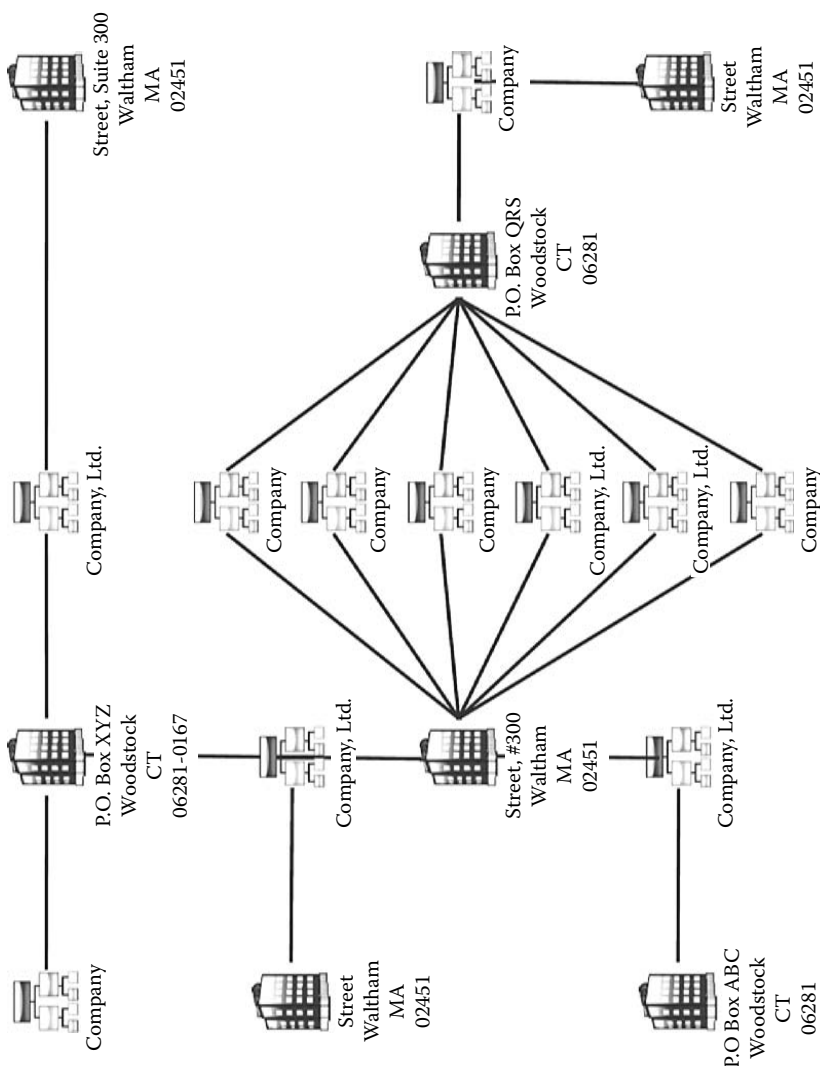 Company
P.O. Box XYZ
Woodstock
CT
06281-0167
Company, Ltd.
Street, Suite 300
Waltham
MA
02451
Street
Waltham
MA
02451
Company, Ltd.
Company
Company
Company
Street, #300
Waltham
MA
02451
P.O. Box QRS
Woodstock
CT
06281
Company
Company, Ltd.
Company, Ltd.
P.O Box ABC
Woodstock
CT
06281
Company, Ltd.
Company
Street
Waltham
MA
02451